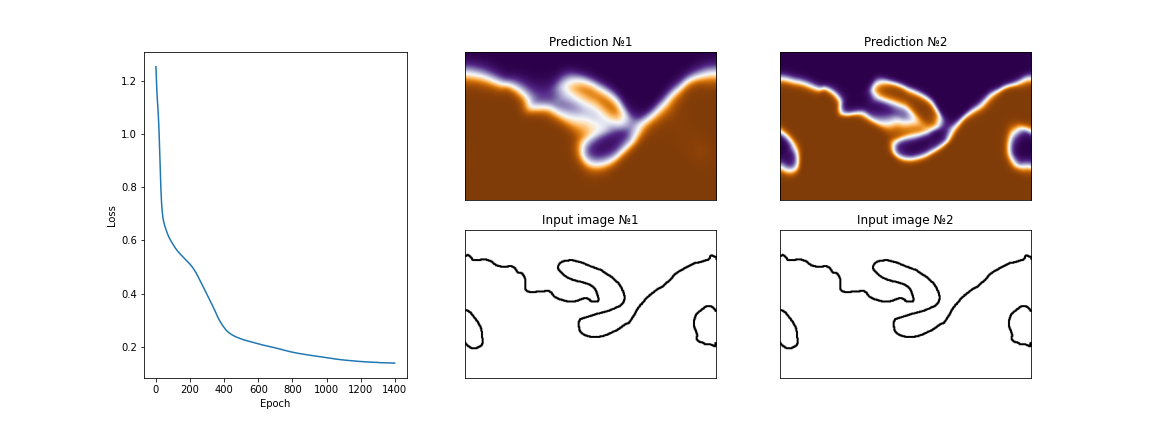 Prediction №1
Prediction №2
1.2
1.0
0.8
0.6
0.4
0.2
Loss
0 200 400 600 800 1000 1200 1400
Epoch
Input image №1
Input image №2